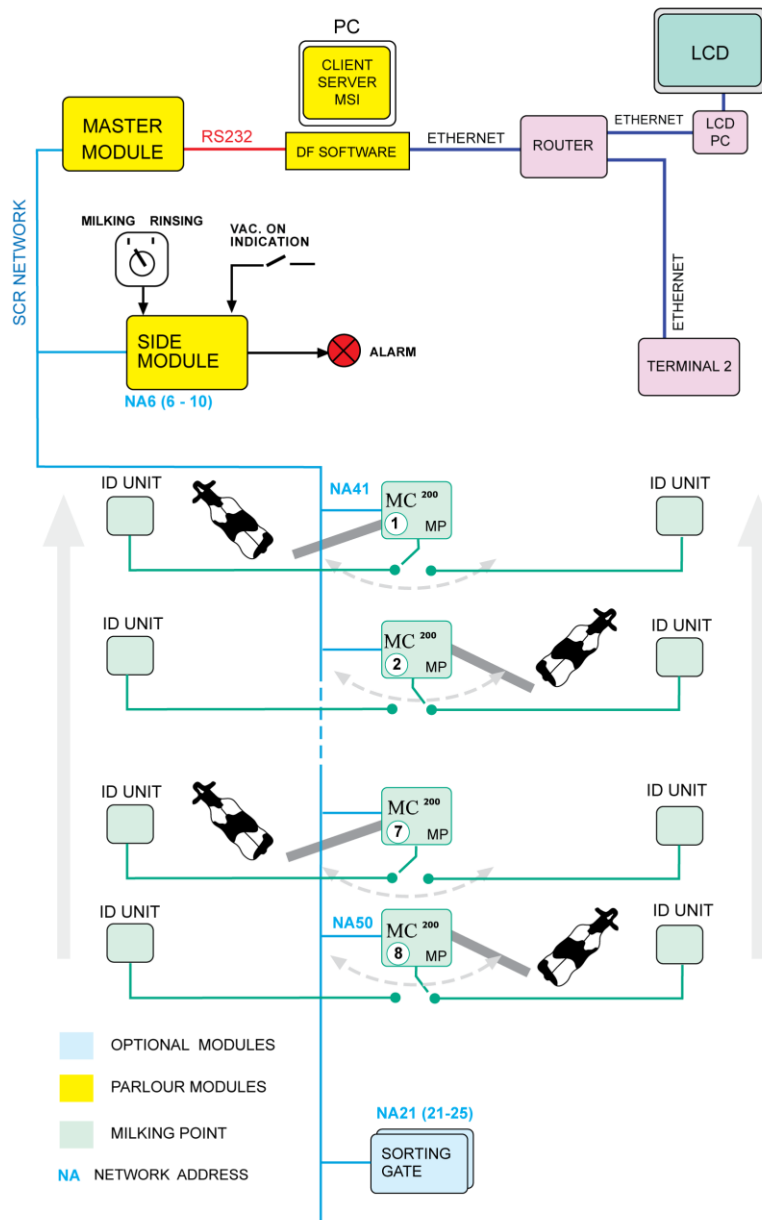 PC
CLIENT
SERVER
MSI
LCD
MASTER
MODULE
RS232
DF SOFTWARE
ETHERNET
ROUTER
ETHERNET
LCD
PC
SCR NETWORK
MILKING RINSING
VAC. ON
INDICATION
SIDE
MODULE
ALARM
NA6 (6 - 10)
ETHERNET
TERMINAL 2
ID UNIT
NA41
MC 200
1 MP
ID UNIT
ID UNIT
MC 200
2 MP
ID UNIT
ID UNIT
MC 200
7 MP
ID UNIT
ID UNIT
NA50
MC 200
8 MP
ID UNIT
OPTIONAL MODULES
PARLOUR MODULES
MILKING POINT
NA NETWORK ADDRESS
NA21 (21-25)
SORTING
GATE